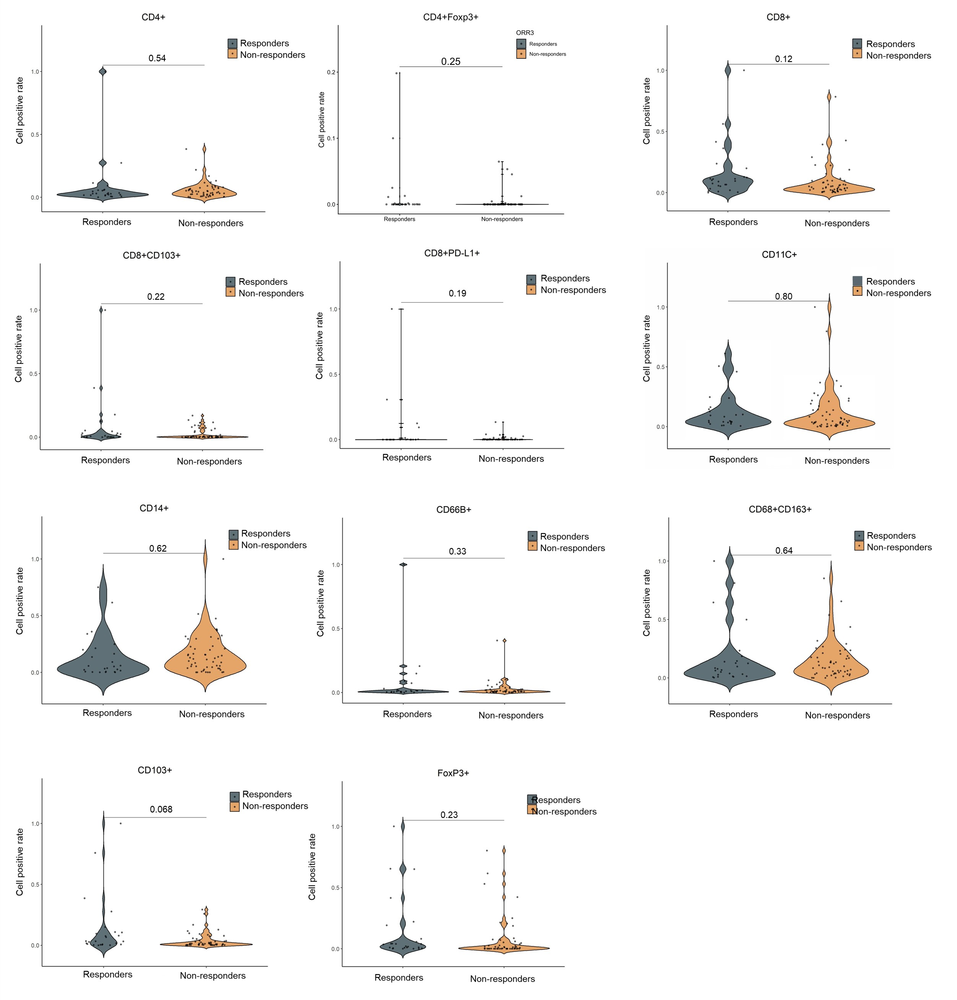 CD4+
Responders
Non-responders
0.54
Cell positive rate
1.0
0.5
0.0
Responders
Non-responders
CD4+Foxp3+
ORR3
Responders
Non-responders
0.25
Cell positive rate
0.2
0.1
0.0
Responders
Non-responders
CD8+
Responders
Non-responders
0.12
Cell positive rate
1.0
0.5
0.0
Responders
Non-responders
CD8+CD103+
Responders
Non-responders
0.22
Cell positive rate
1.0
0.5
0.0
Responders
Non-responders
CD8+PD-L1+
Responders
Non-responders
0.19
Cell positive rate
1.0
0.5
0.0
Responders
Non-responders
CD11C+
Responders
Non-responders
0.80
Cell positive rate
1.0
0.5
0.0
Responders
Non-responders
CD14+
Responders
Non-responders
0.62
Cell positive rate
1.0
0.5
0.0
Responders
Non-responders
CD66B+
Responders
Non-responders
0.33
Cell positive rate
1.0
0.5
0.0
Responders
Non-responders
CD68+CD163+
Responders
Non-responders
0.64
Cell positive rate
1.0
0.5
0.0
Responders
Non-responders
CD103+
Responders
Non-responders
0.068
Cell positive rate
1.0
0.5
0.0
Responders
Non-responders
FoxP3+
Responders
Non-responders
0.23
Cell positive rate
1.0
0.5
0.0
Responders
Non-responders